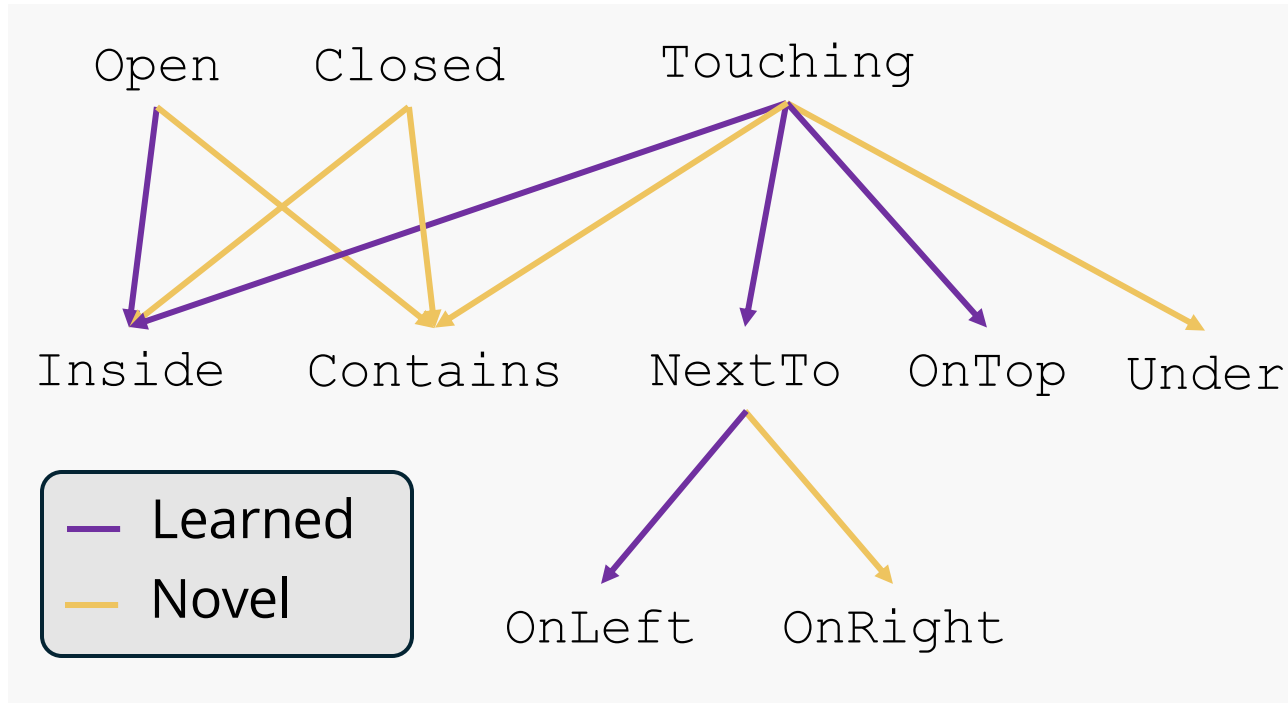 Open Closed Touching
Inside Contains NextTo OnTop Under
Learned
Novel
OnLeft OnRight